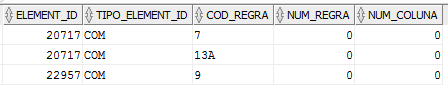 ELEMENT_ID TIPO_ELEMENT_ID COD_REGRA NUM_REGRA NUM_COLUNA
20717 COM 7 0 0
20717 COM 13A 0 0
22957 COM 9 0 0